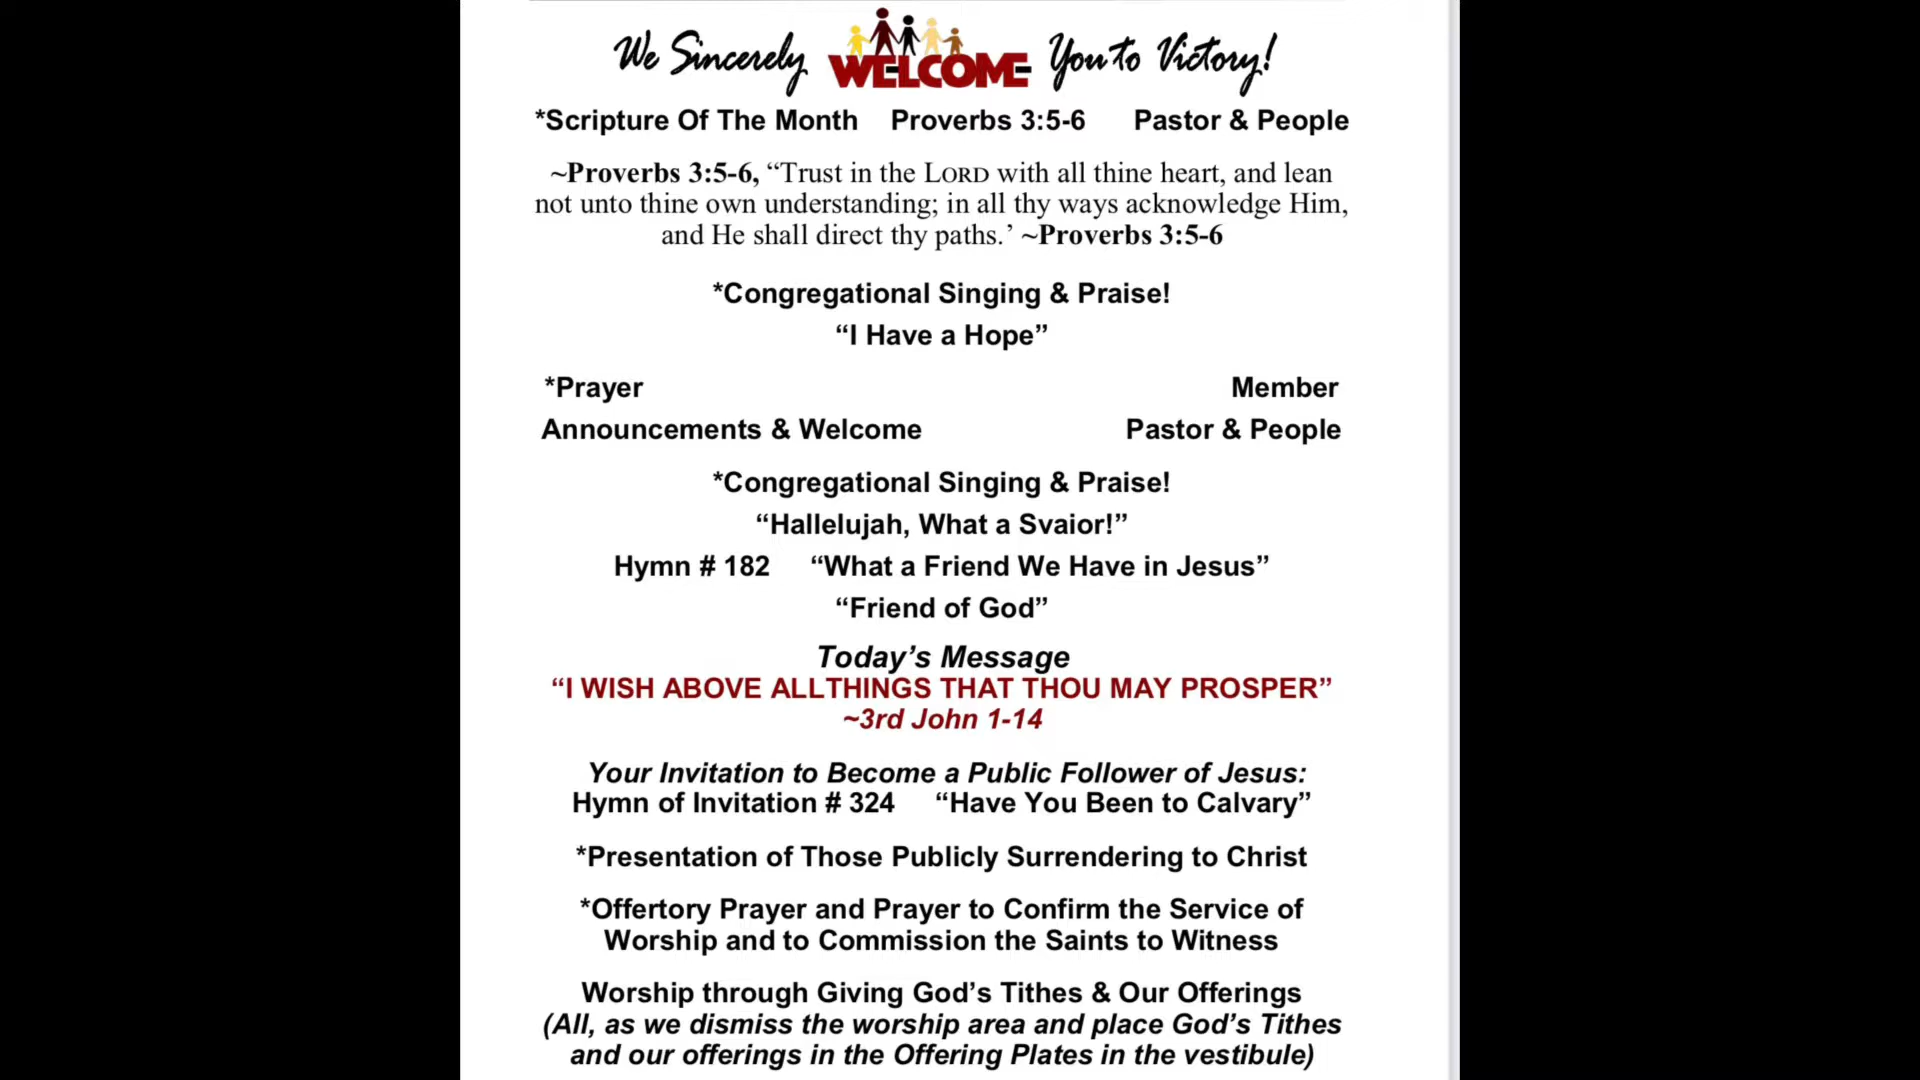 We Sincerely WELCOME You to Victory!
*Scripture Of The Month Proverbs 3:5-6 Pastor & People
~Proverbs 3:5-6, “Trust in the LORD with all thine heart, and lean
not unto thine own understanding; in all thy ways acknowledge Him,
and He shall direct thy paths.’ ~Proverbs 3:5-6
*Congregational Singing & Praise!
“I Have a Hope”
*Prayer Member
Announcements & Welcome Pastor & People
*Congregational Singing & Praise!
“Hallelujah, What a Svaior!”
Hymn # 182 “What a Friend We Have in Jesus”
“Friend of God”
Today’s Message
“I WISH ABOVE ALLTHINGS THAT THOU MAY PROSPER”
~3rd John 1-14
Your Invitation to Become a Public Follower of Jesus:
Hymn of Invitation # 324 “Have You Been to Calvary”
*Presentation of Those Publicly Surrendering to Christ
*Offertory Prayer and Prayer to Confirm the Service of
Worship and to Commission the Saints to Witness
Worship through Giving God’s Tithes & Our Offerings
(All, as we dismiss the worship area and place God’s Tithes
and our offerings in the Offering Plates in the vestibule)